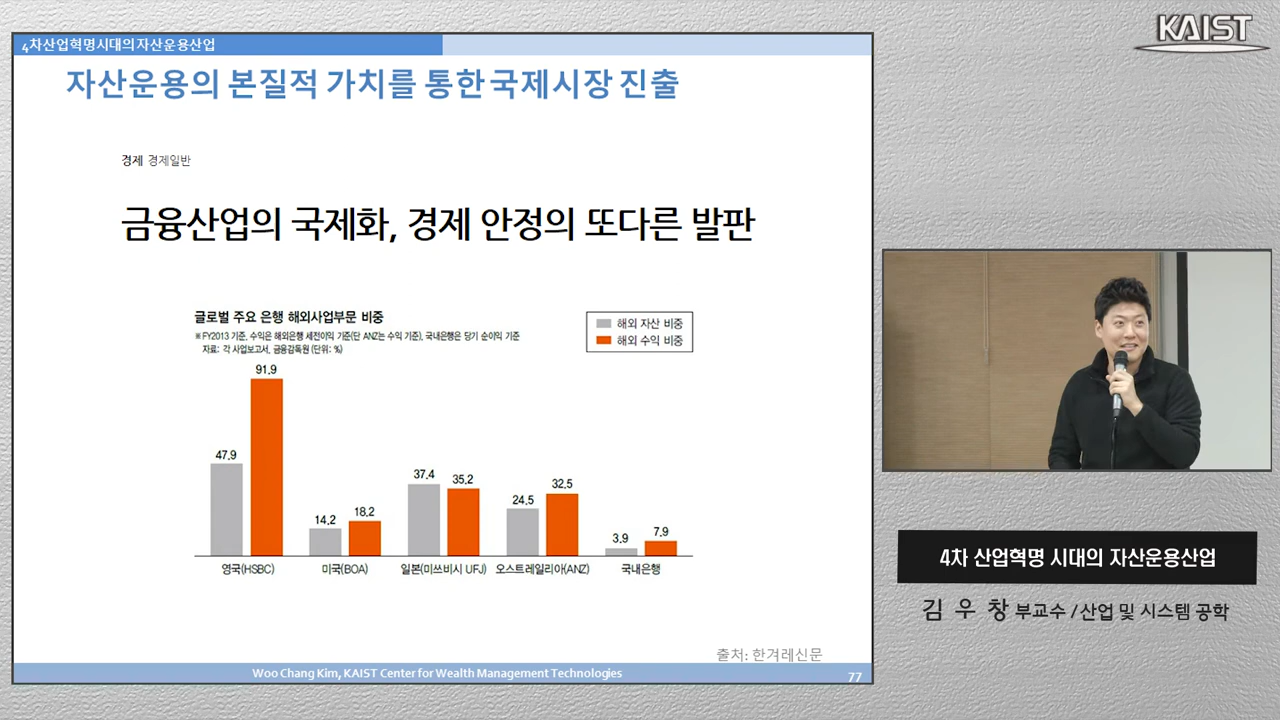 KAIST
4차산업혁명시대의자산운용산업
자산운용의 본질적 가치를 통한 국제시장 진출
경제 경제일반
금융산업의 국제화, 경제 안정의 또다른 발판
글로벌 주요 은행 해외사업부문 비중
※FY2013 기준. 수익은 해외은행 세전이익 기준(단 ANZ는 수익 기준), 국내은행은 당기 순이익 기준
자료: 각 사업보고서, 금융감독원 (단위: %)
해외 자산 비중
해외 수익 비중
47.9
91.9
14.2
18.2
37.4
35.2
24.5
32.5
3.9
7.9
영국(HSBC)
미국(BOA)
일본(미쓰비시 UFJ)
오스트레일리아(ANZ)
국내은행
출처: 한겨레신문
Woo Chang Kim, KAIST Center for Wealth Management Technologies
77
4차 산업혁명 시대의 자산운용산업
김 우 창 부교수 / 산업 및 시스템 공학